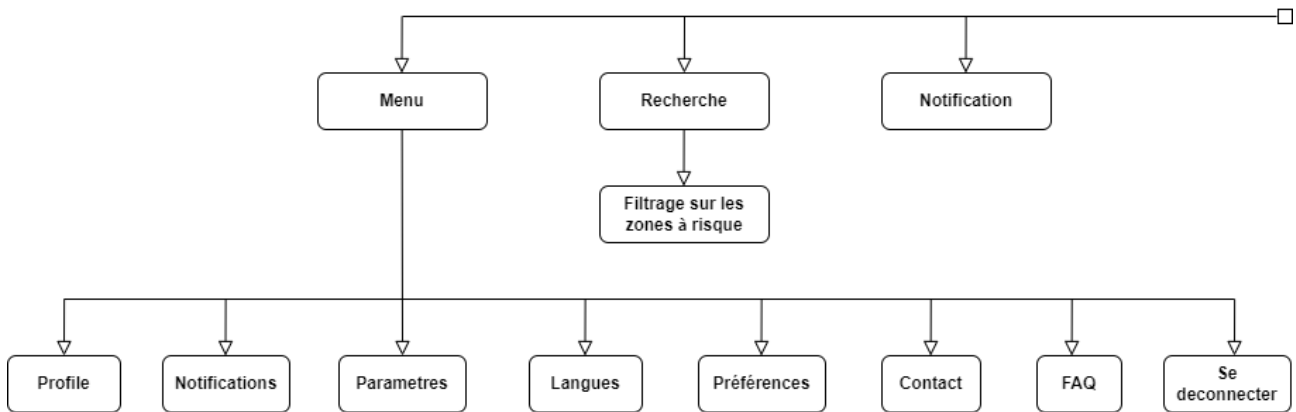 Menu
Recherche
Notification
Filtrage sur les
zones à risque
Profile
Notifications
Parametres
Langues
Préférences
Contact
FAQ
Se
deconnecter